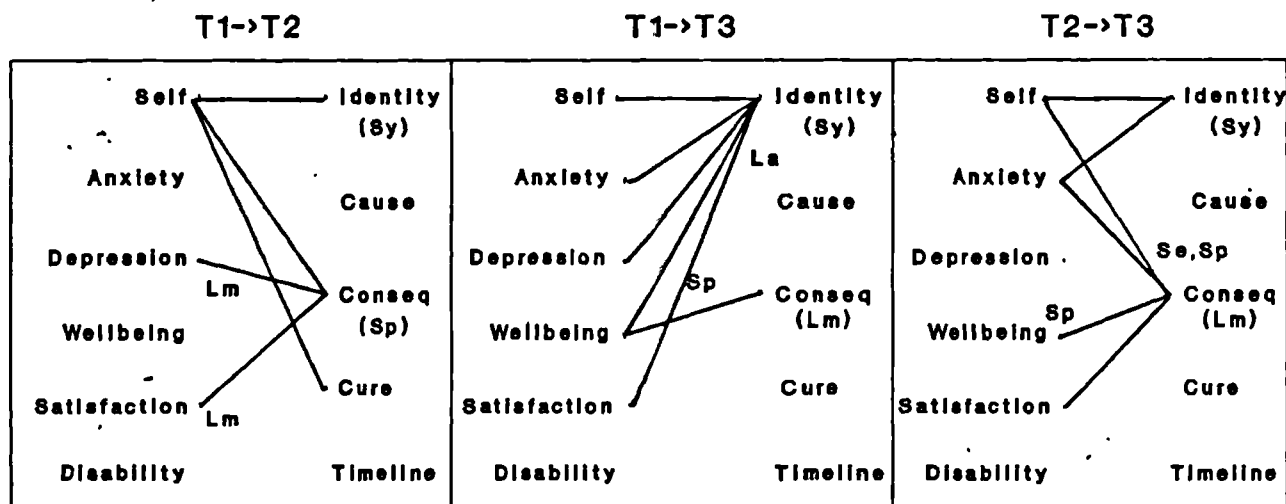 T1->T2
T1->T3
T2->T3
Self
Identity
(Sy)
Anxiety
Cause
Depression
Lm
Conseq
(Sp)
Wellbeing
Cure
Satisfaction
Lm
Disability
Timeline
Self
Identity
(Sy)
La
Anxiety
Cause
Depression
Sp
Conseq
(Lm)
Wellbeing
Cure
Satisfaction
Disability
Timeline
Self
Identity
(Sy)
Anxiety
Cause
Se,Sp
Depression
Conseq
(Lm)
Sp
Wellbeing
Cure
Satisfaction
Disability
Timeline